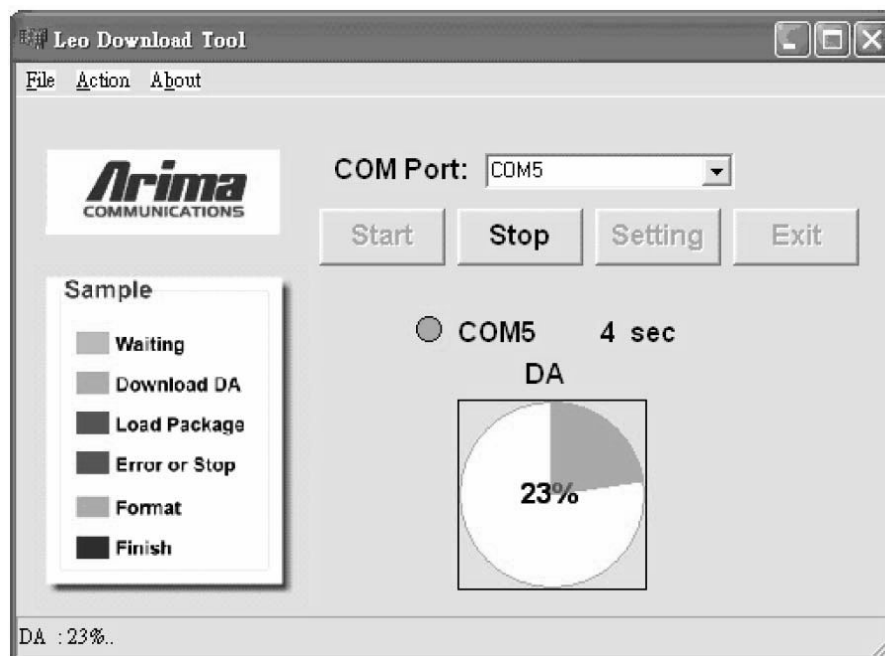 Leo Download Tool
File Action About
Arima
COMMUNICATIONS
COM Port: COM5
Start Stop Setting Exit
Sample
Waiting
Download DA
Load Package
Error or Stop
Format
Finish
COM5 4 sec
DA
23%
DA : 23%..